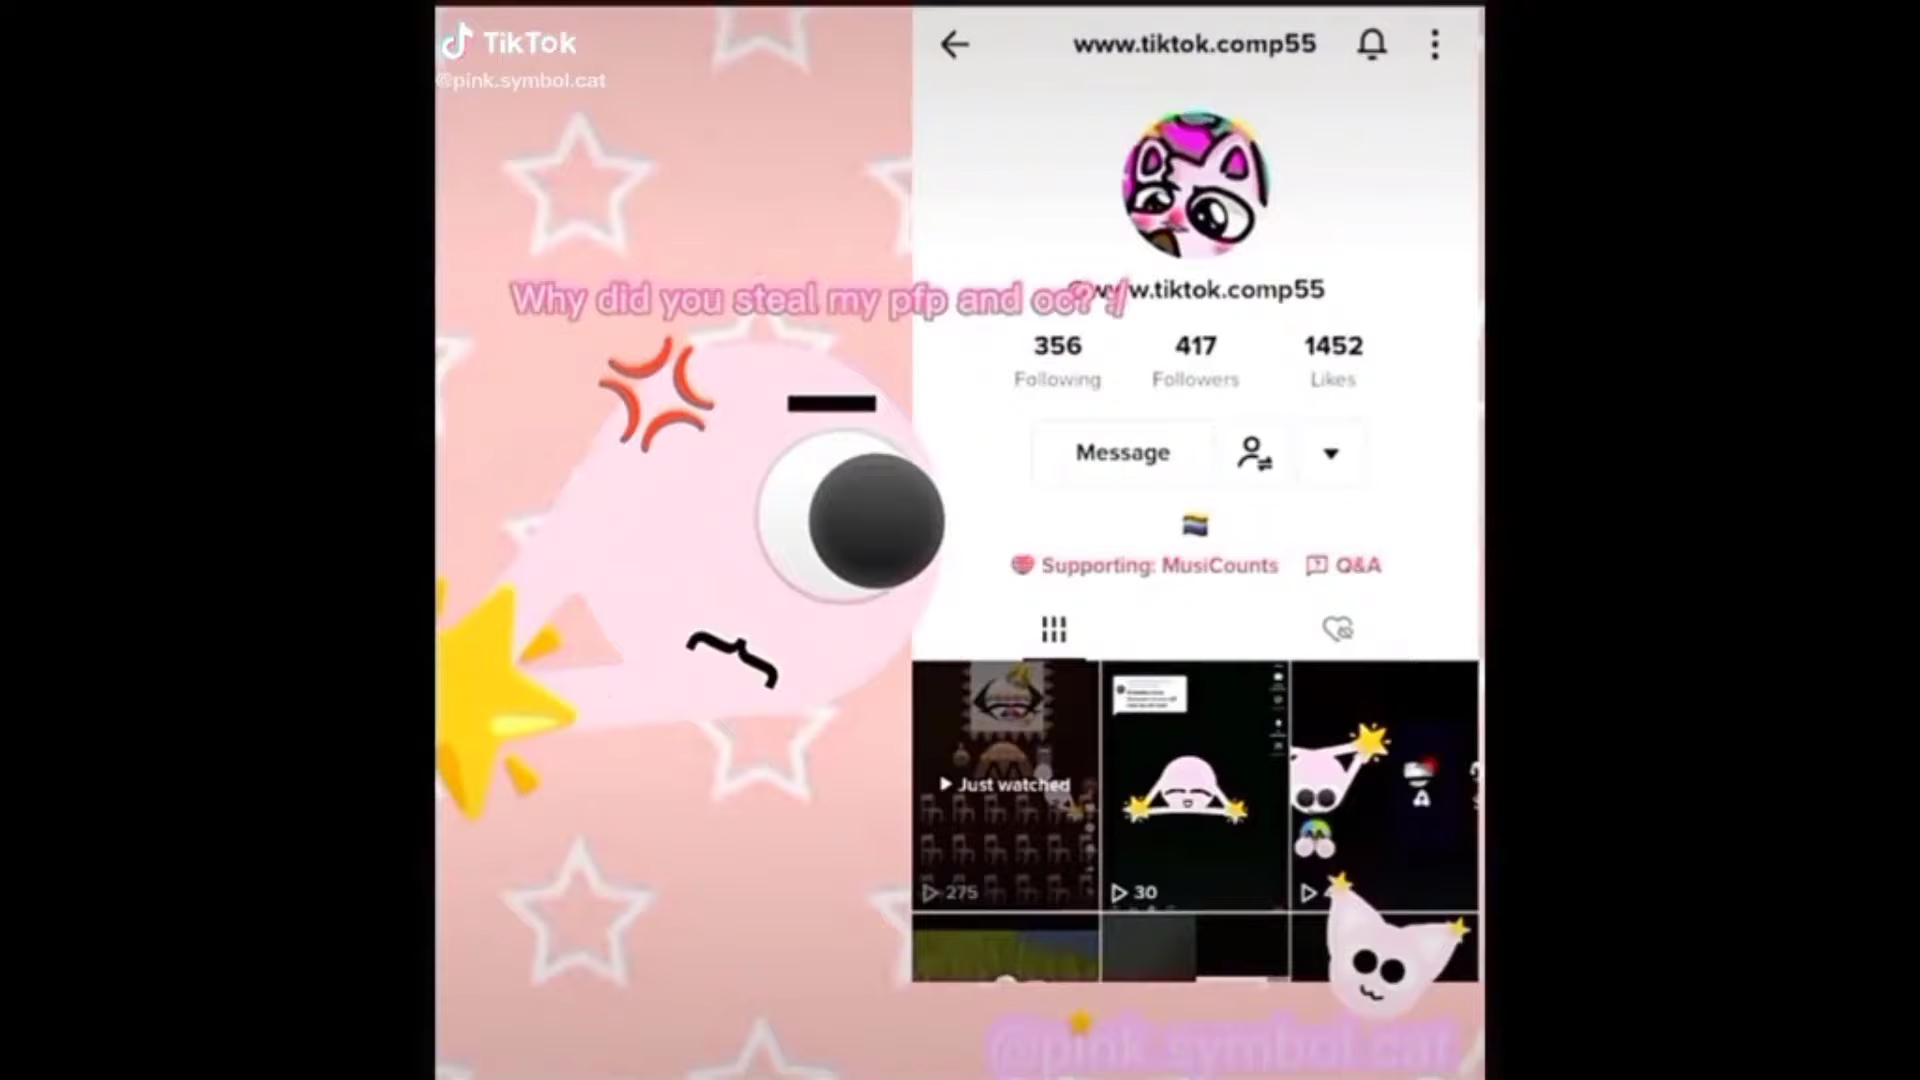 TikTok
@pink.symbol.cat
www.tiktok.comp55
Why did you steal my pfp and oc? :/
www.tiktok.comp55
356 417 1452
Following Followers Likes
Message
Supporting: MusiCounts Q&A
Just watched
275 30
@pink.symbol.cat